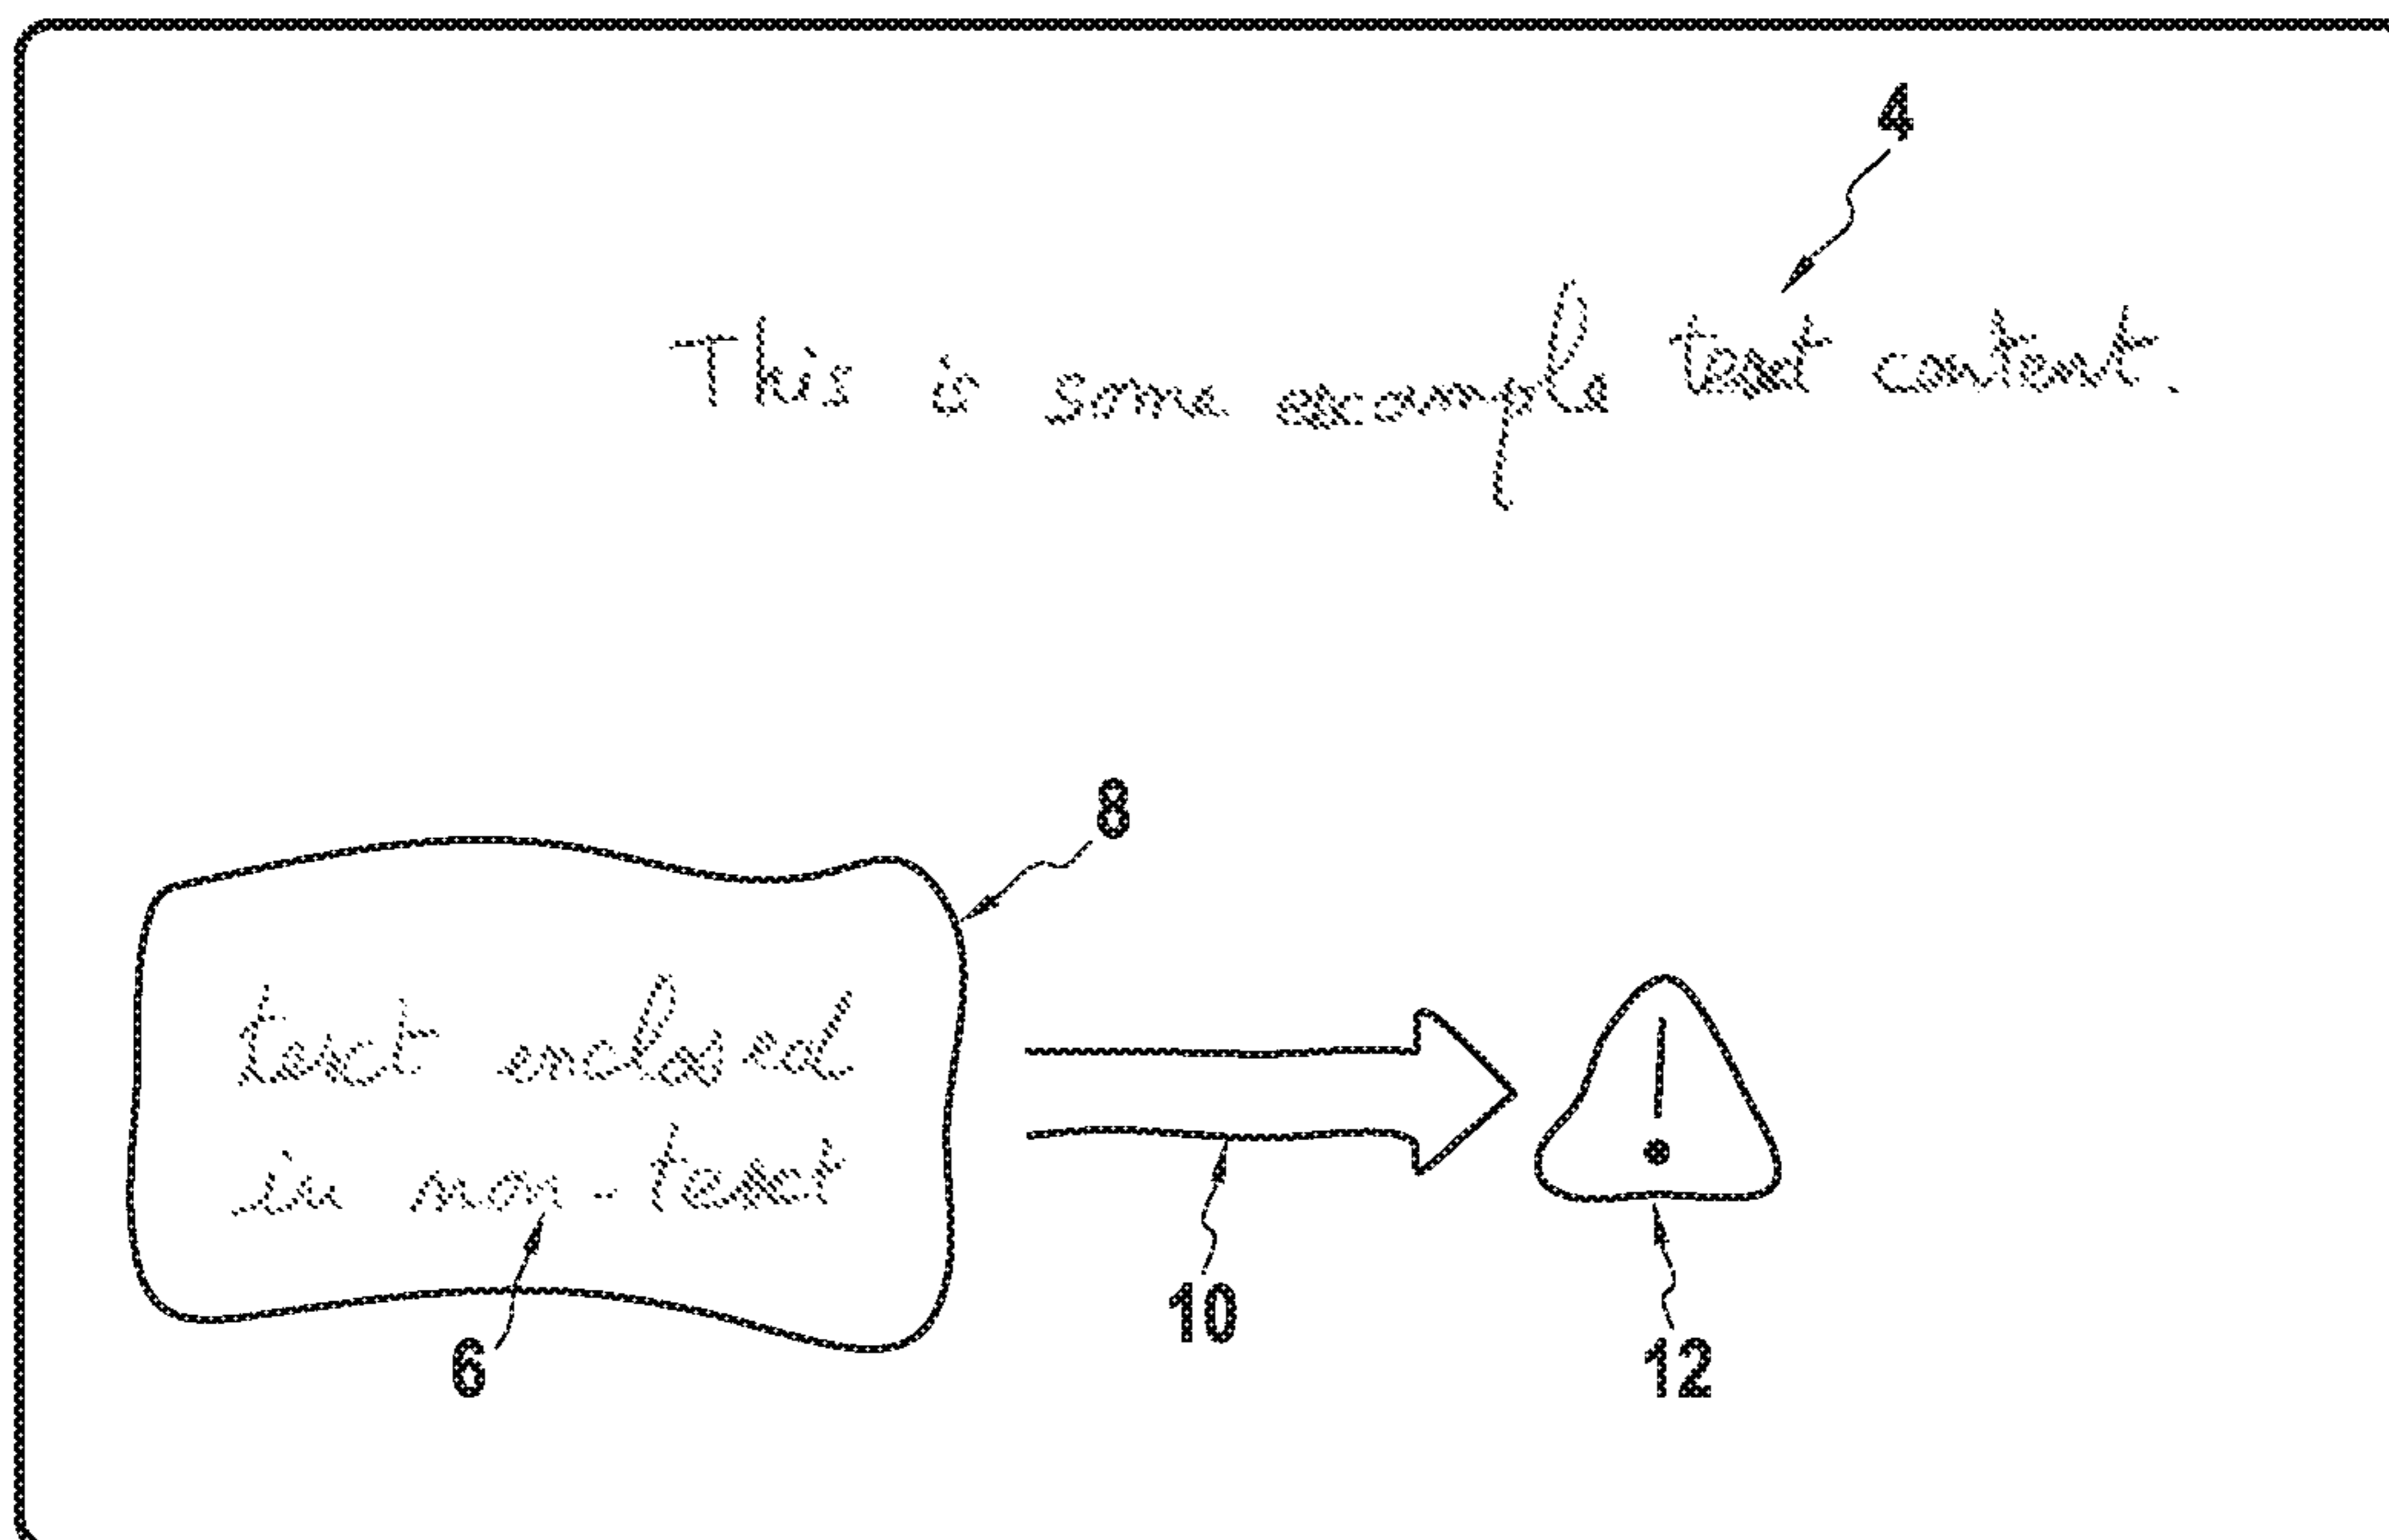 4
This is some example text content.
8
text enclosed
in non-text
!
10
6
12